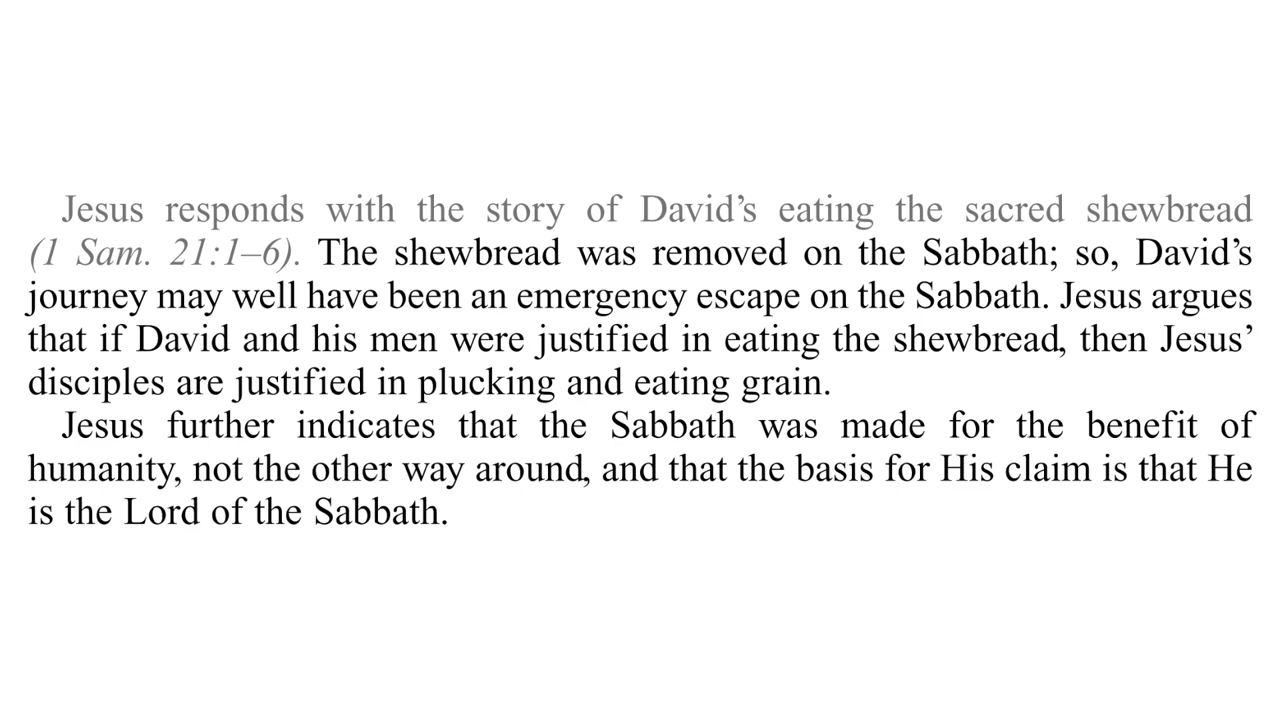 Jesus responds with the story of David’s eating the sacred shewbread
(1 Sam. 21:1–6). The shewbread was removed on the Sabbath; so, David’s
journey may well have been an emergency escape on the Sabbath. Jesus argues
that if David and his men were justified in eating the shewbread, then Jesus’
disciples are justified in plucking and eating grain.
Jesus further indicates that the Sabbath was made for the benefit of
humanity, not the other way around, and that the basis for His claim is that He
is the Lord of the Sabbath.